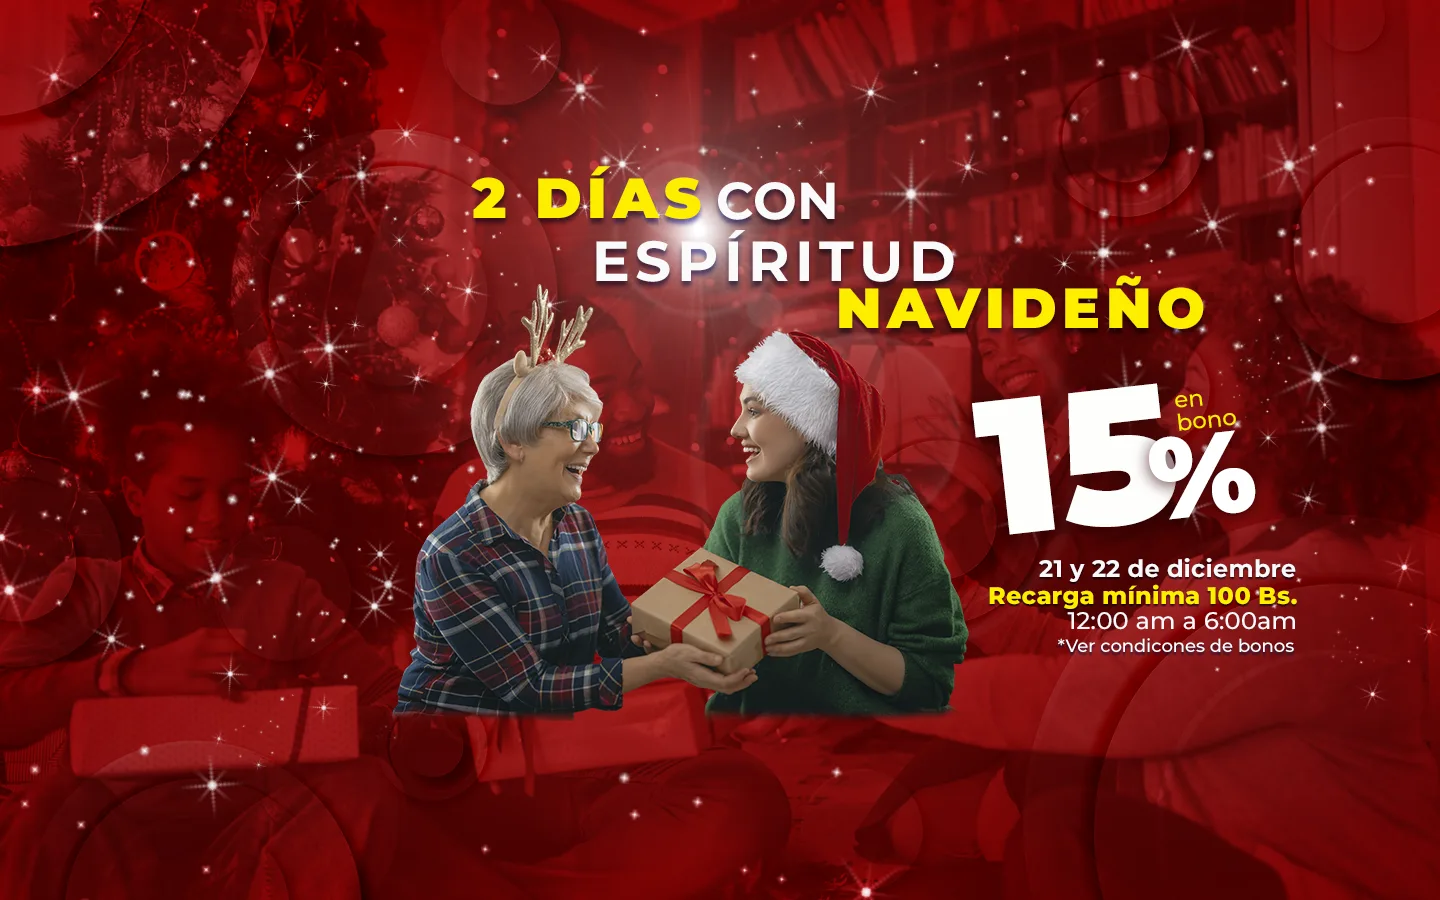 2 DÍAS CON
ESPÍRITUD
NAVIDEÑO
15%
en
bono
21 y 22 de diciembre
Recarga mínima 100 Bs.
12:00 am a 6:00am
*Ver condicones de bonos